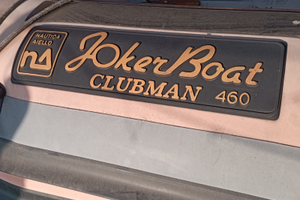 NAUTICA
AIELLO
na
JokerBoat
CLUBMAN 460